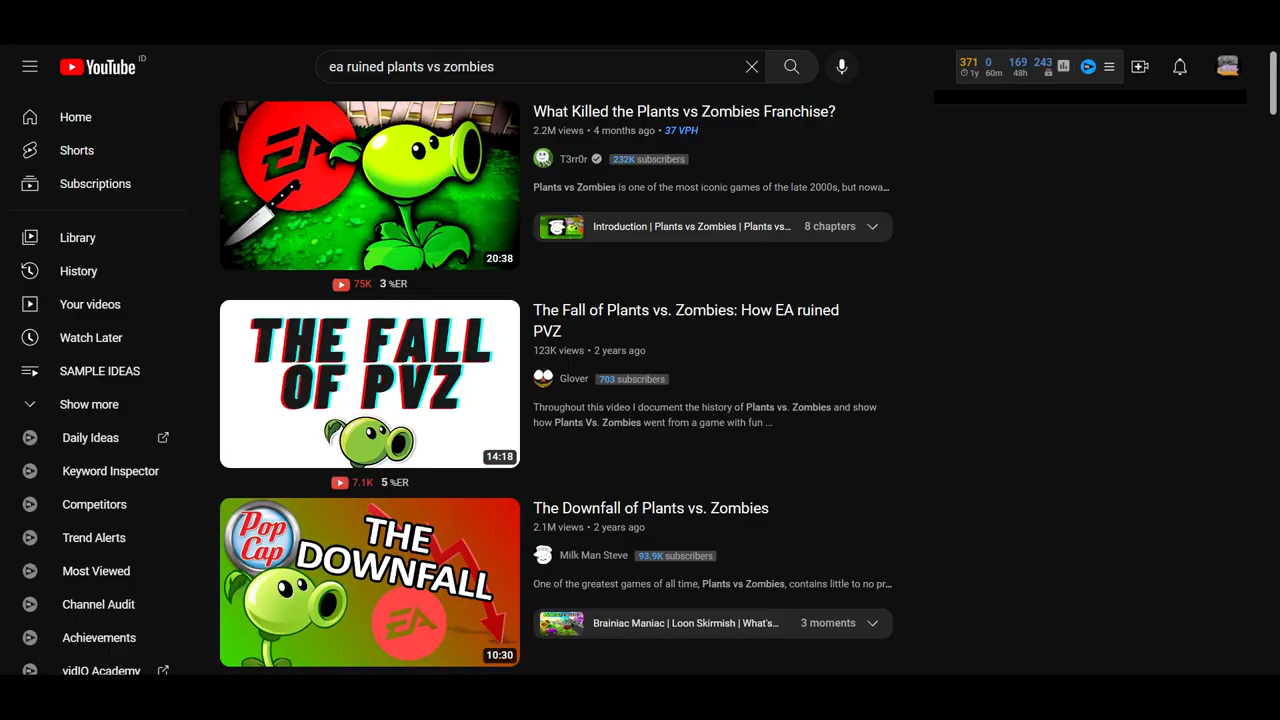 YouTube ID
ea ruined plants vs zombies
371 0 169 243
1y 60m 48h
Home
Shorts
Subscriptions
Library
History
Your videos
Watch Later
SAMPLE IDEAS
Show more
Daily Ideas
Keyword Inspector
Competitors
Trend Alerts
Most Viewed
Channel Audit
Achievements
vidIQ Academy
EA
20:38
What Killed the Plants vs Zombies Franchise?
2.2M views • 4 months ago • 37 VPH
T3rr0r 232K subscribers
Plants vs Zombies is one of the most iconic games of the late 2000s, but nowa...
Introduction | Plants vs Zombies | Plants vs... 8 chapters
75K 3 %ER
THE FALL
OF PVZ
14:18
The Fall of Plants vs. Zombies: How EA ruined
PVZ
123K views • 2 years ago
Glover 703 subscribers
Throughout this video I document the history of Plants vs. Zombies and show
how Plants Vs. Zombies went from a game with fun ...
7.1K 5 %ER
Pop
Cap
THE
DOWNFALL
EA
10:30
The Downfall of Plants vs. Zombies
2.1M views • 2 years ago
Milk Man Steve 93.9K subscribers
One of the greatest games of all time, Plants vs Zombies, contains little to no pr...
Brainiac Maniac | Loon Skirmish | What's... 3 moments